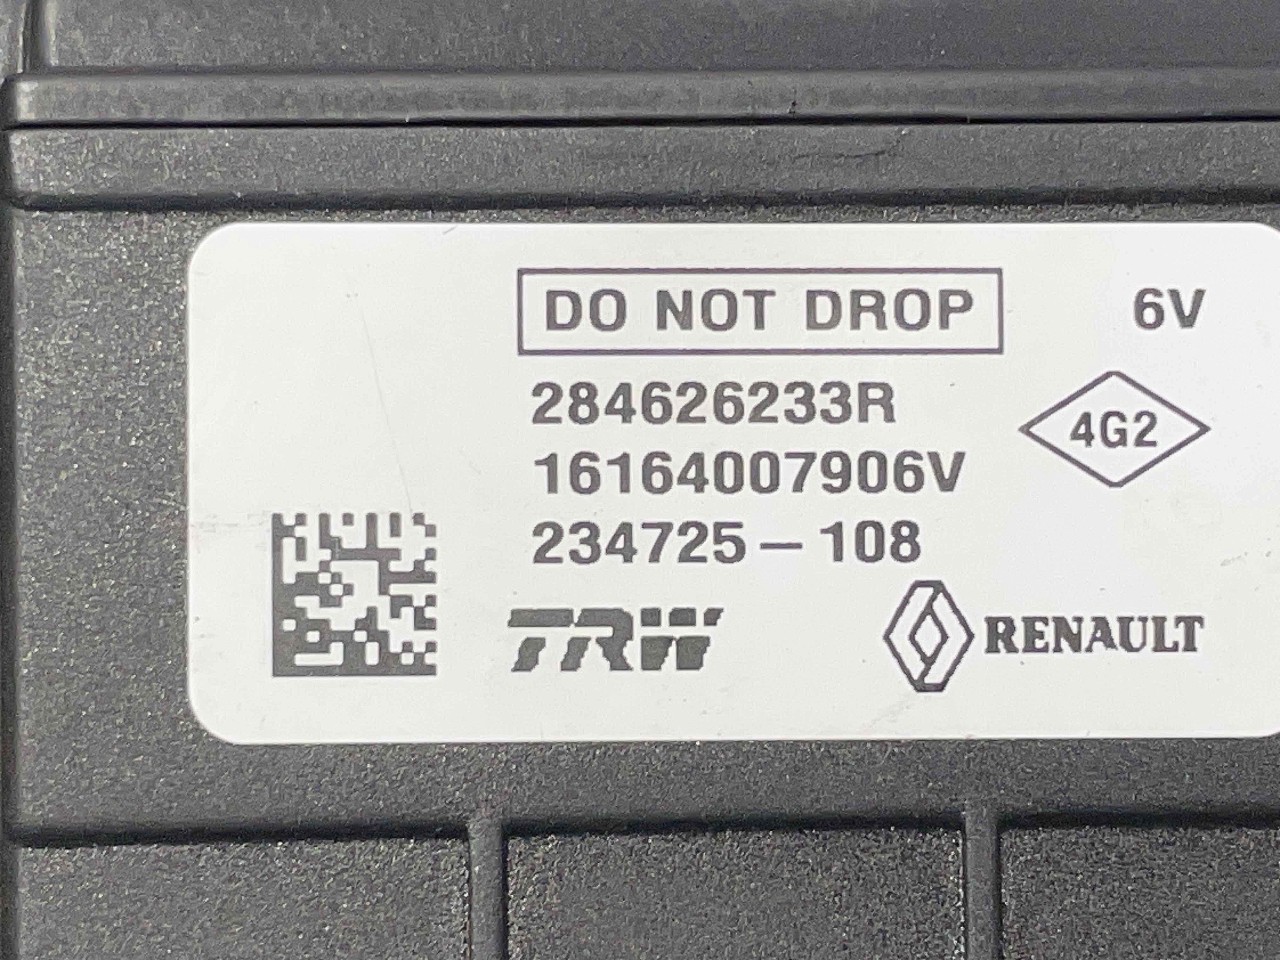 DO NOT DROP
6V
284626233R
4G2
16164007906V
234725-108
TRW
RENAULT